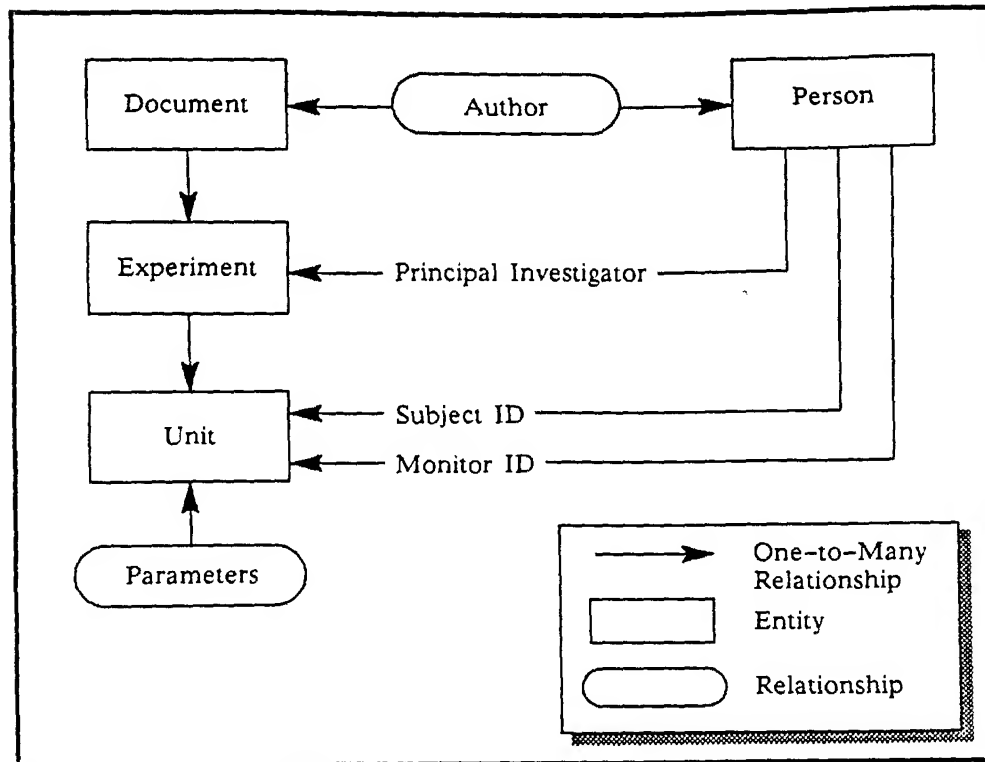 Document
Author
Person
Experiment
Principal Investigator
Unit
Subject ID
Monitor ID
Parameters
One-to-Many
Relationship
Entity
Relationship